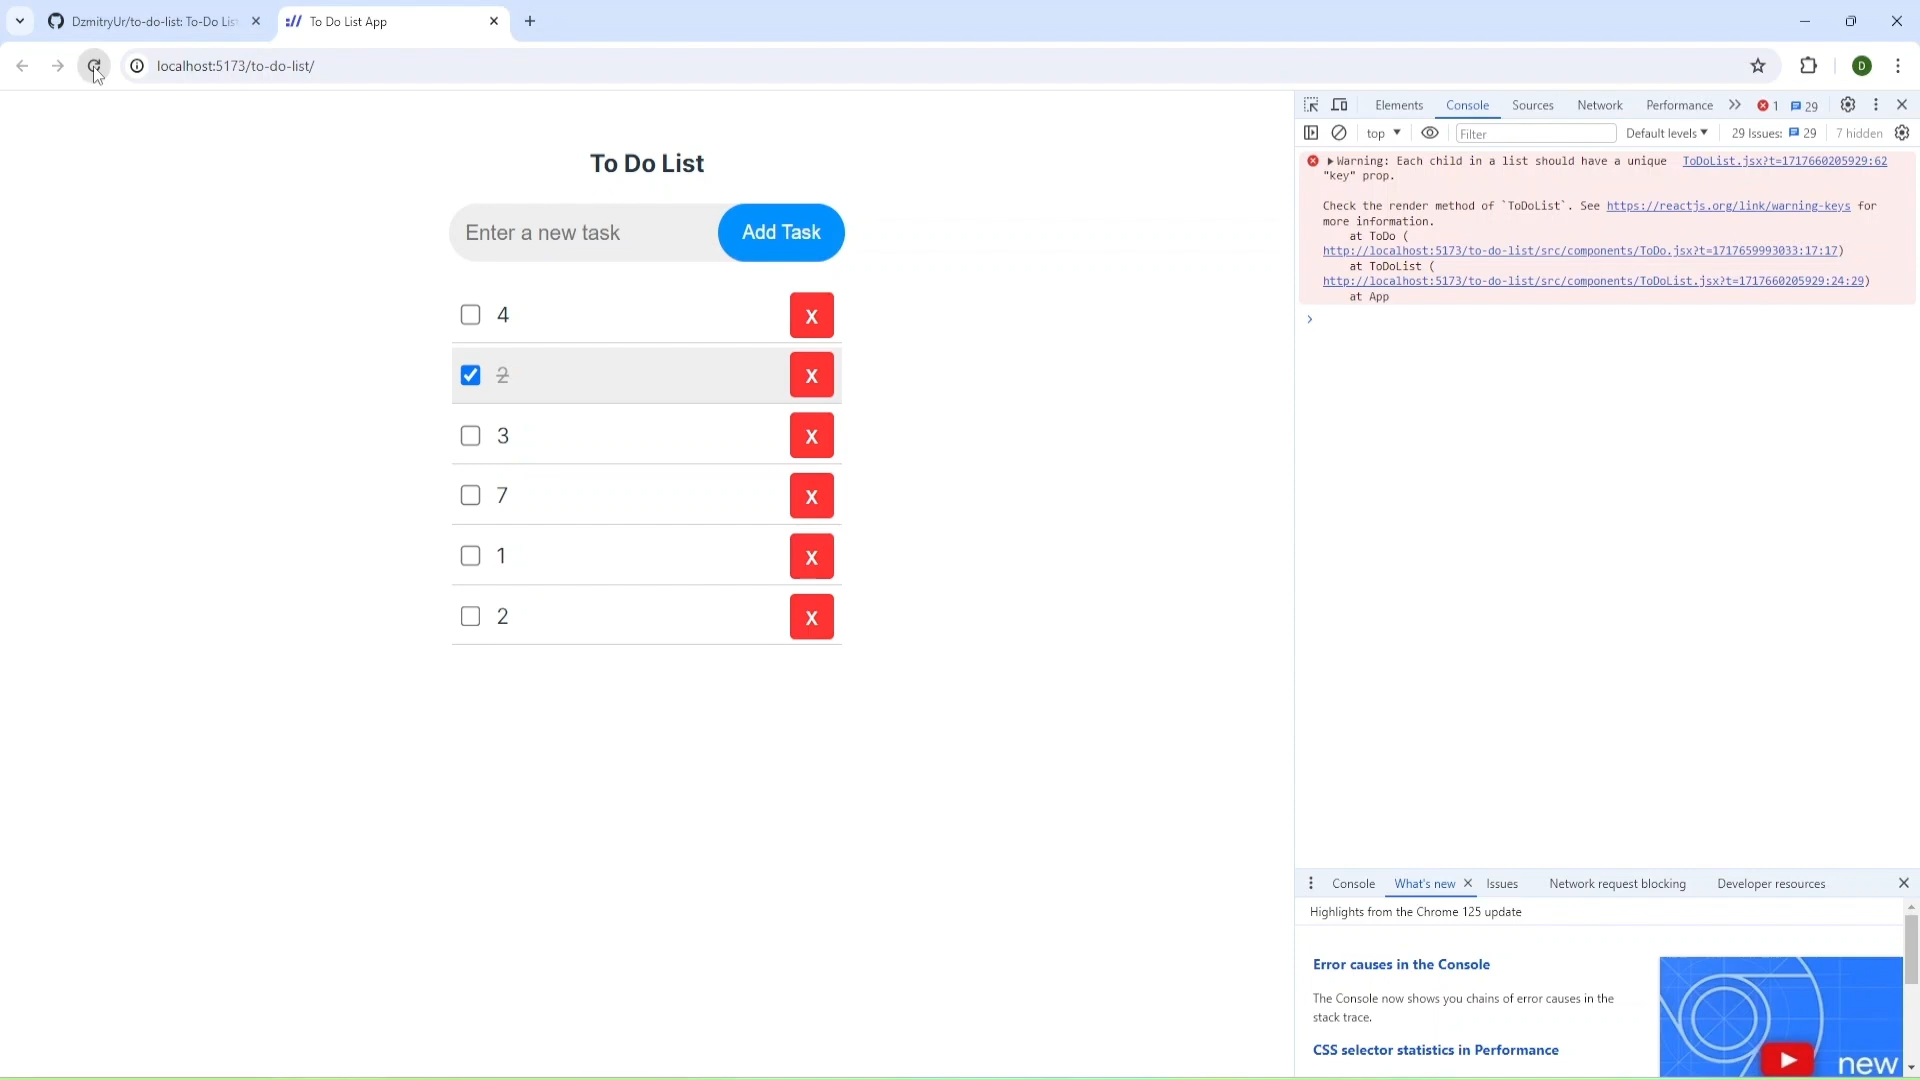 DzmitryUr/to-do-list: To-Do Lis
To Do List App
localhost:5173/to-do-list/
D
Elements Console Sources Network Performance 1 29
top Filter Default levels 29 Issues: 29 7 hidden
Warning: Each child in a list should have a unique ToDoList.jsx?t=1717660205929:62
"key" prop.
Check the render method of `ToDoList`. See https://reactjs.org/link/warning-keys for
more information.
at ToDo (
http://localhost:5173/to-do-list/src/components/ToDo.jsx?t=1717659993033:17:17)
at ToDoList (
http://localhost:5173/to-do-list/src/components/ToDoList.jsx?t=1717660205929:24:29)
at App
To Do List
Enter a new task Add Task
4 X
2 X
3 X
7 X
1 X
2 X
Console What's new Issues Network request blocking Developer resources
Highlights from the Chrome 125 update
Error causes in the Console
The Console now shows you chains of error causes in the
stack trace.
CSS selector statistics in Performance
new